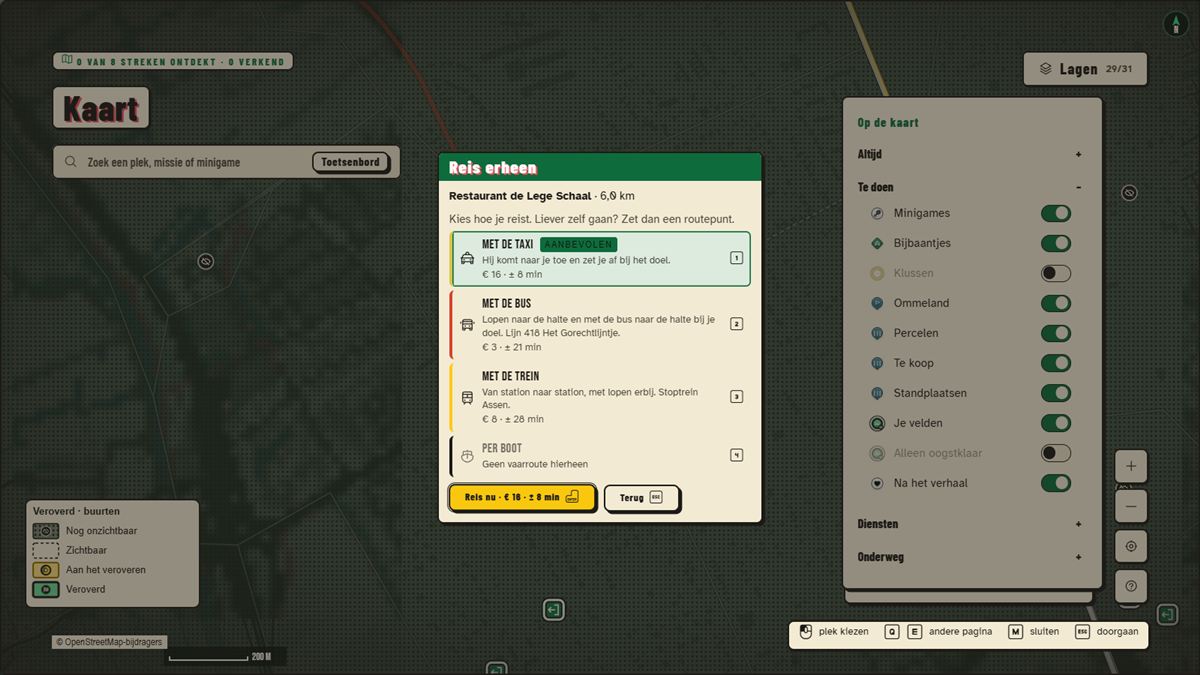 0 VAN 8 STREKEN ONTDEKT · 0 VERKEND
Kaart
Zoek een plek, missie of minigame
Toetsenbord
Lagen 29/31
Op de kaart
Altijd +
Te doen -
Minigames
Bijbaantjes
Klussen
Ommeland
Percelen
Te koop
Standplaatsen
Je velden
Alleen oogstklaar
Na het verhaal
Diensten +
Onderweg +
Reis erheen
Restaurant de Lege Schaal · 6,0 km
Kies hoe je reist. Liever zelf gaan? Zet dan een routepunt.
MET DE TAXI AANBEVOLEN
Hij komt naar je toe en zet je af bij het doel.
€ 16 · ± 8 min
1
MET DE BUS
Lopen naar de halte en met de bus naar de halte bij je
doel. Lijn 418 Het Gorechtlijntje.
€ 3 · ± 21 min
2
MET DE TREIN
Van station naar station, met lopen erbij. Stoptrein
Assen.
€ 8 · ± 28 min
3
PER BOOT
Geen vaarroute hierheen
4
Reis nu · € 16 · ± 8 min
Terug ESC
Veroverd · buurten
Nog onzichtbaar
Zichtbaar
Aan het veroveren
Veroverd
© OpenStreetMap-bijdragers
200 M
plek kiezen Q E andere pagina M sluiten ESC doorgaan